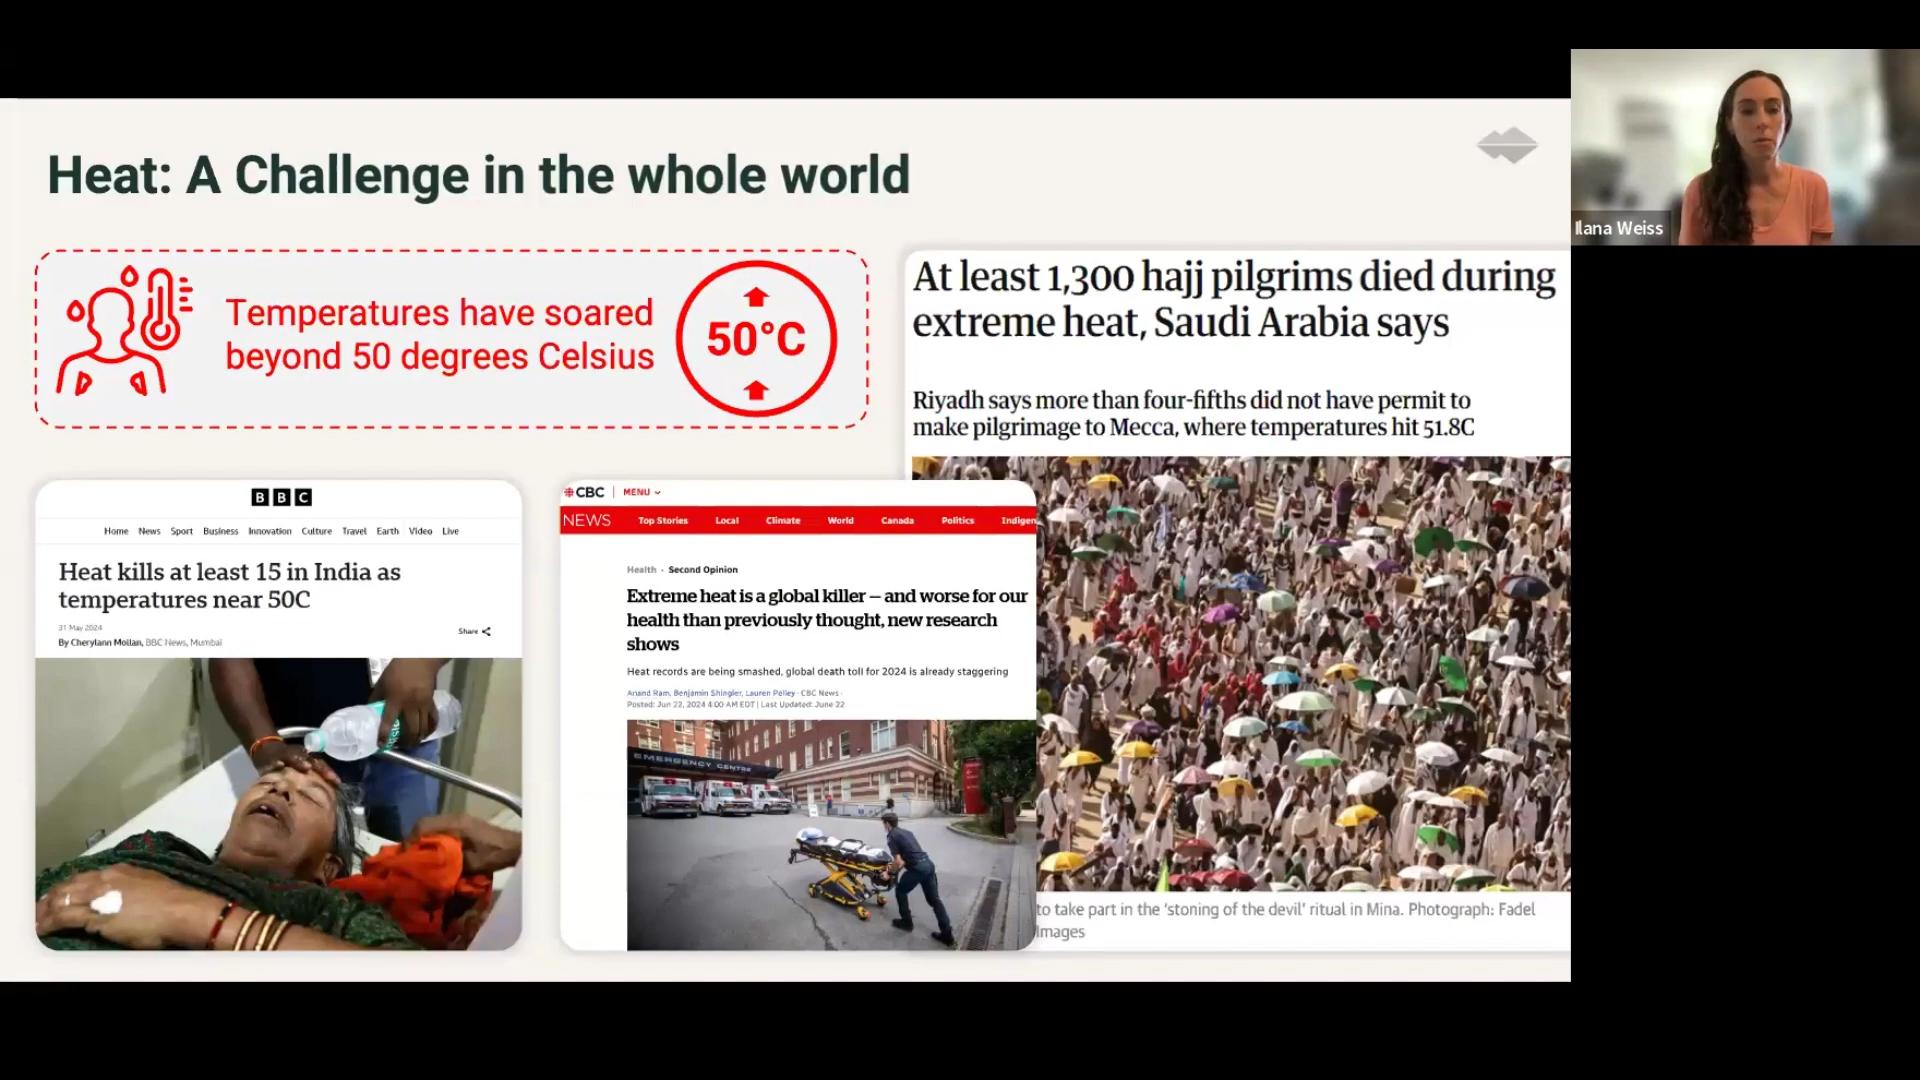 Heat: A Challenge in the whole world
Temperatures have soared
beyond 50 degrees Celsius
50°C
At least 1,300 hajj pilgrims died during
extreme heat, Saudi Arabia says
Riyadh says more than four-fifths did not have permit to
make pilgrimage to Mecca, where temperatures hit 51.8C
to take part in the ‘stoning of the devil’ ritual in Mina. Photograph: Fadel
Images
BBC
Home News Sport Business Innovation Culture Travel Earth Video Live
Heat kills at least 15 in India as
temperatures near 50C
31 May 2024
Share
By Cherylann Mollan, BBC News, Mumbai
CBC | MENU
NEWS Top Stories Local Climate World Canada Politics Indigen
Health · Second Opinion
Extreme heat is a global killer — and worse for our
health than previously thought, new research
shows
Heat records are being smashed, global death toll for 2024 is already staggering
Anand Ram, Benjamin Shingler, Lauren Pelley · CBC News ·
Posted: Jun 22, 2024 4:00 AM EDT | Last Updated: June 22
EMERGENCY CENTRE
Ilana Weiss